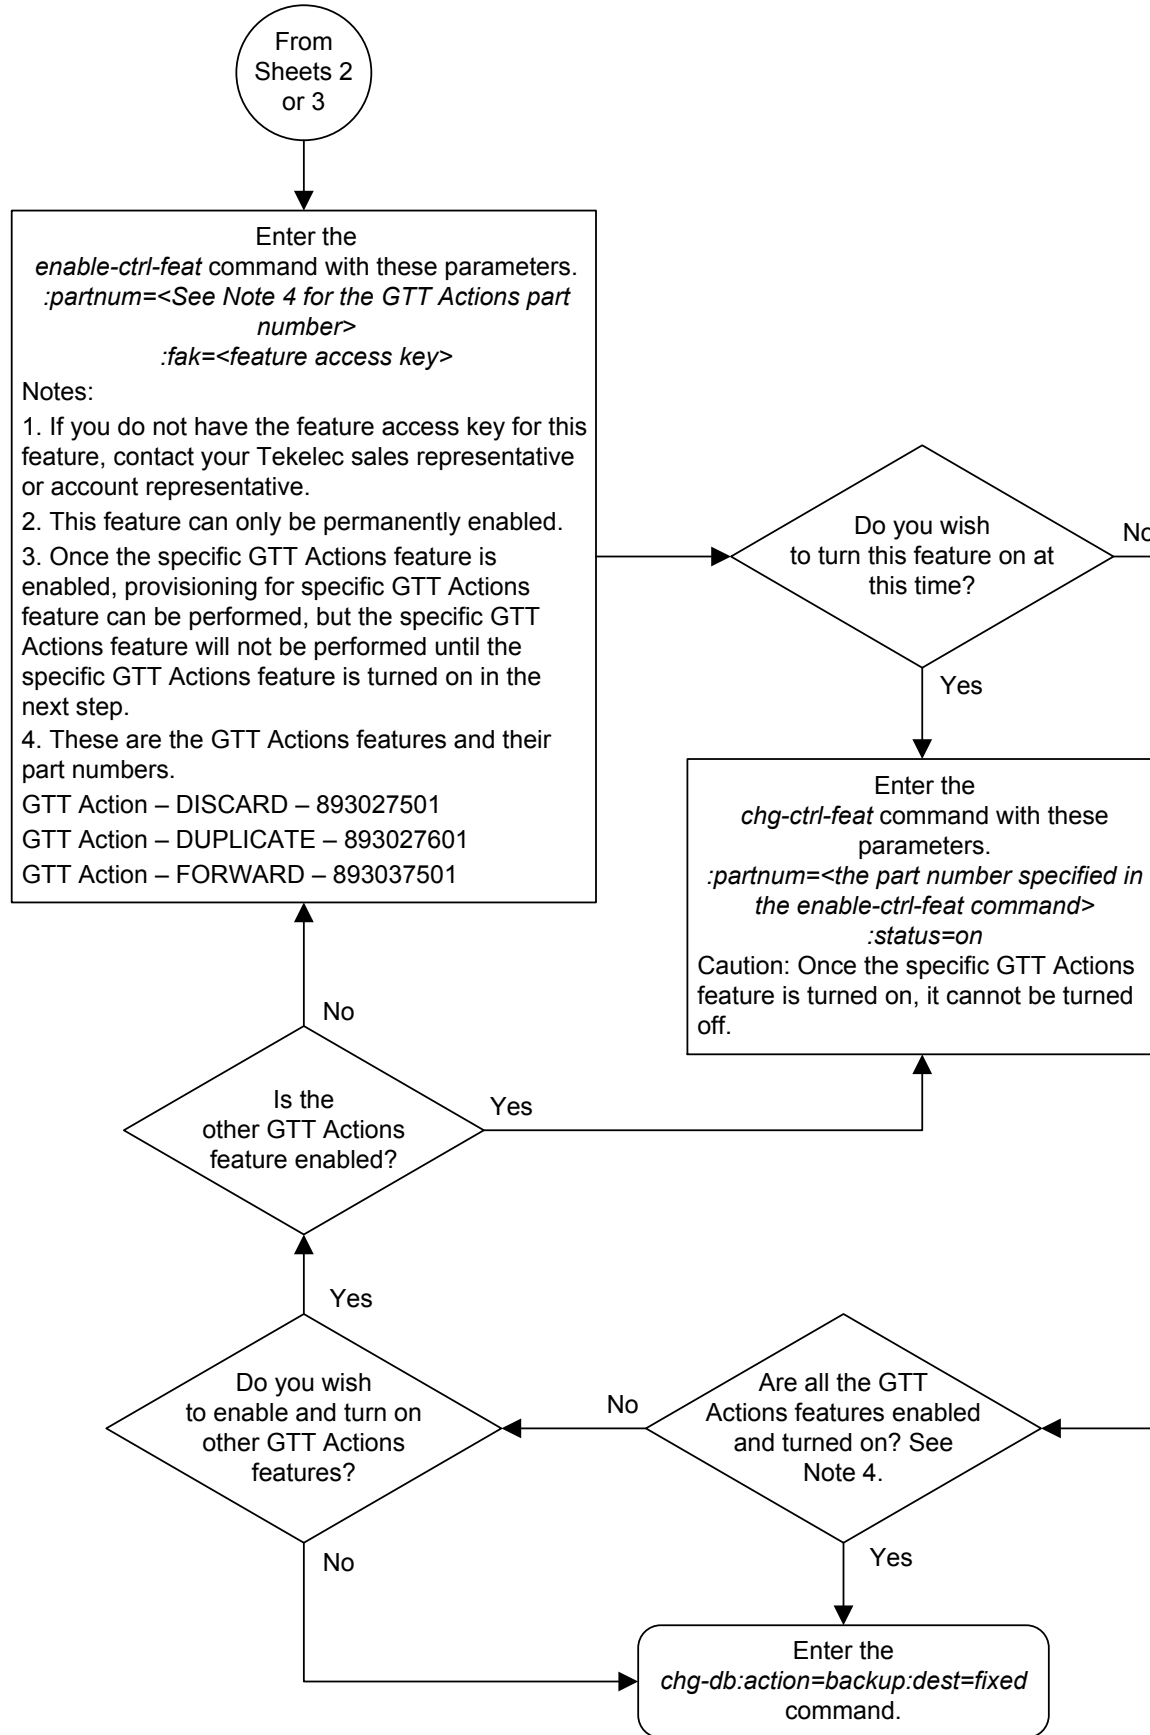 From
Sheets 2
or 3
Enter the
enable-ctrl-feat command with these parameters.
:partnum=<See Note 4 for the GTT Actions part
number>
:fak=<feature access key>
Notes:
1. If you do not have the feature access key for this
feature, contact your Tekelec sales representative
or account representative.
2. This feature can only be permanently enabled.
3. Once the specific GTT Actions feature is
enabled, provisioning for specific GTT Actions
feature can be performed, but the specific GTT
Actions feature will not be performed until the
specific GTT Actions feature is turned on in the
next step.
4. These are the GTT Actions features and their
part numbers.
GTT Action – DISCARD – 893027501
GTT Action – DUPLICATE – 893027601
GTT Action – FORWARD – 893037501
Do you wish
to turn this feature on at
this time?
No
Yes
Enter the
chg-ctrl-feat command with these
parameters.
:partnum=<the part number specified in
the enable-ctrl-feat command>
:status=on
Caution: Once the specific GTT Actions
feature is turned on, it cannot be turned
off.
No
Is the
other GTT Actions
feature enabled?
Yes
Yes
Do you wish
to enable and turn on
other GTT Actions
features?
No
No
Are all the GTT
Actions features enabled
and turned on? See
Note 4.
Yes
Enter the
chg-db:action=backup:dest=fixed
command.